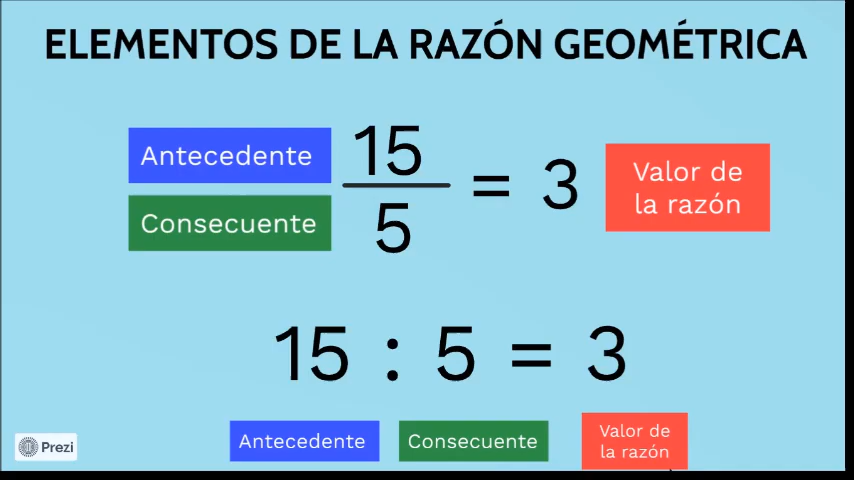 ELEMENTOS DE LA RAZÓN GEOMÉTRICA
Antecedente
15
Consecuente
5
= 3
Valor de
la razón
15 : 5 = 3
Antecedente
Consecuente
Valor de
la razón
Prezi